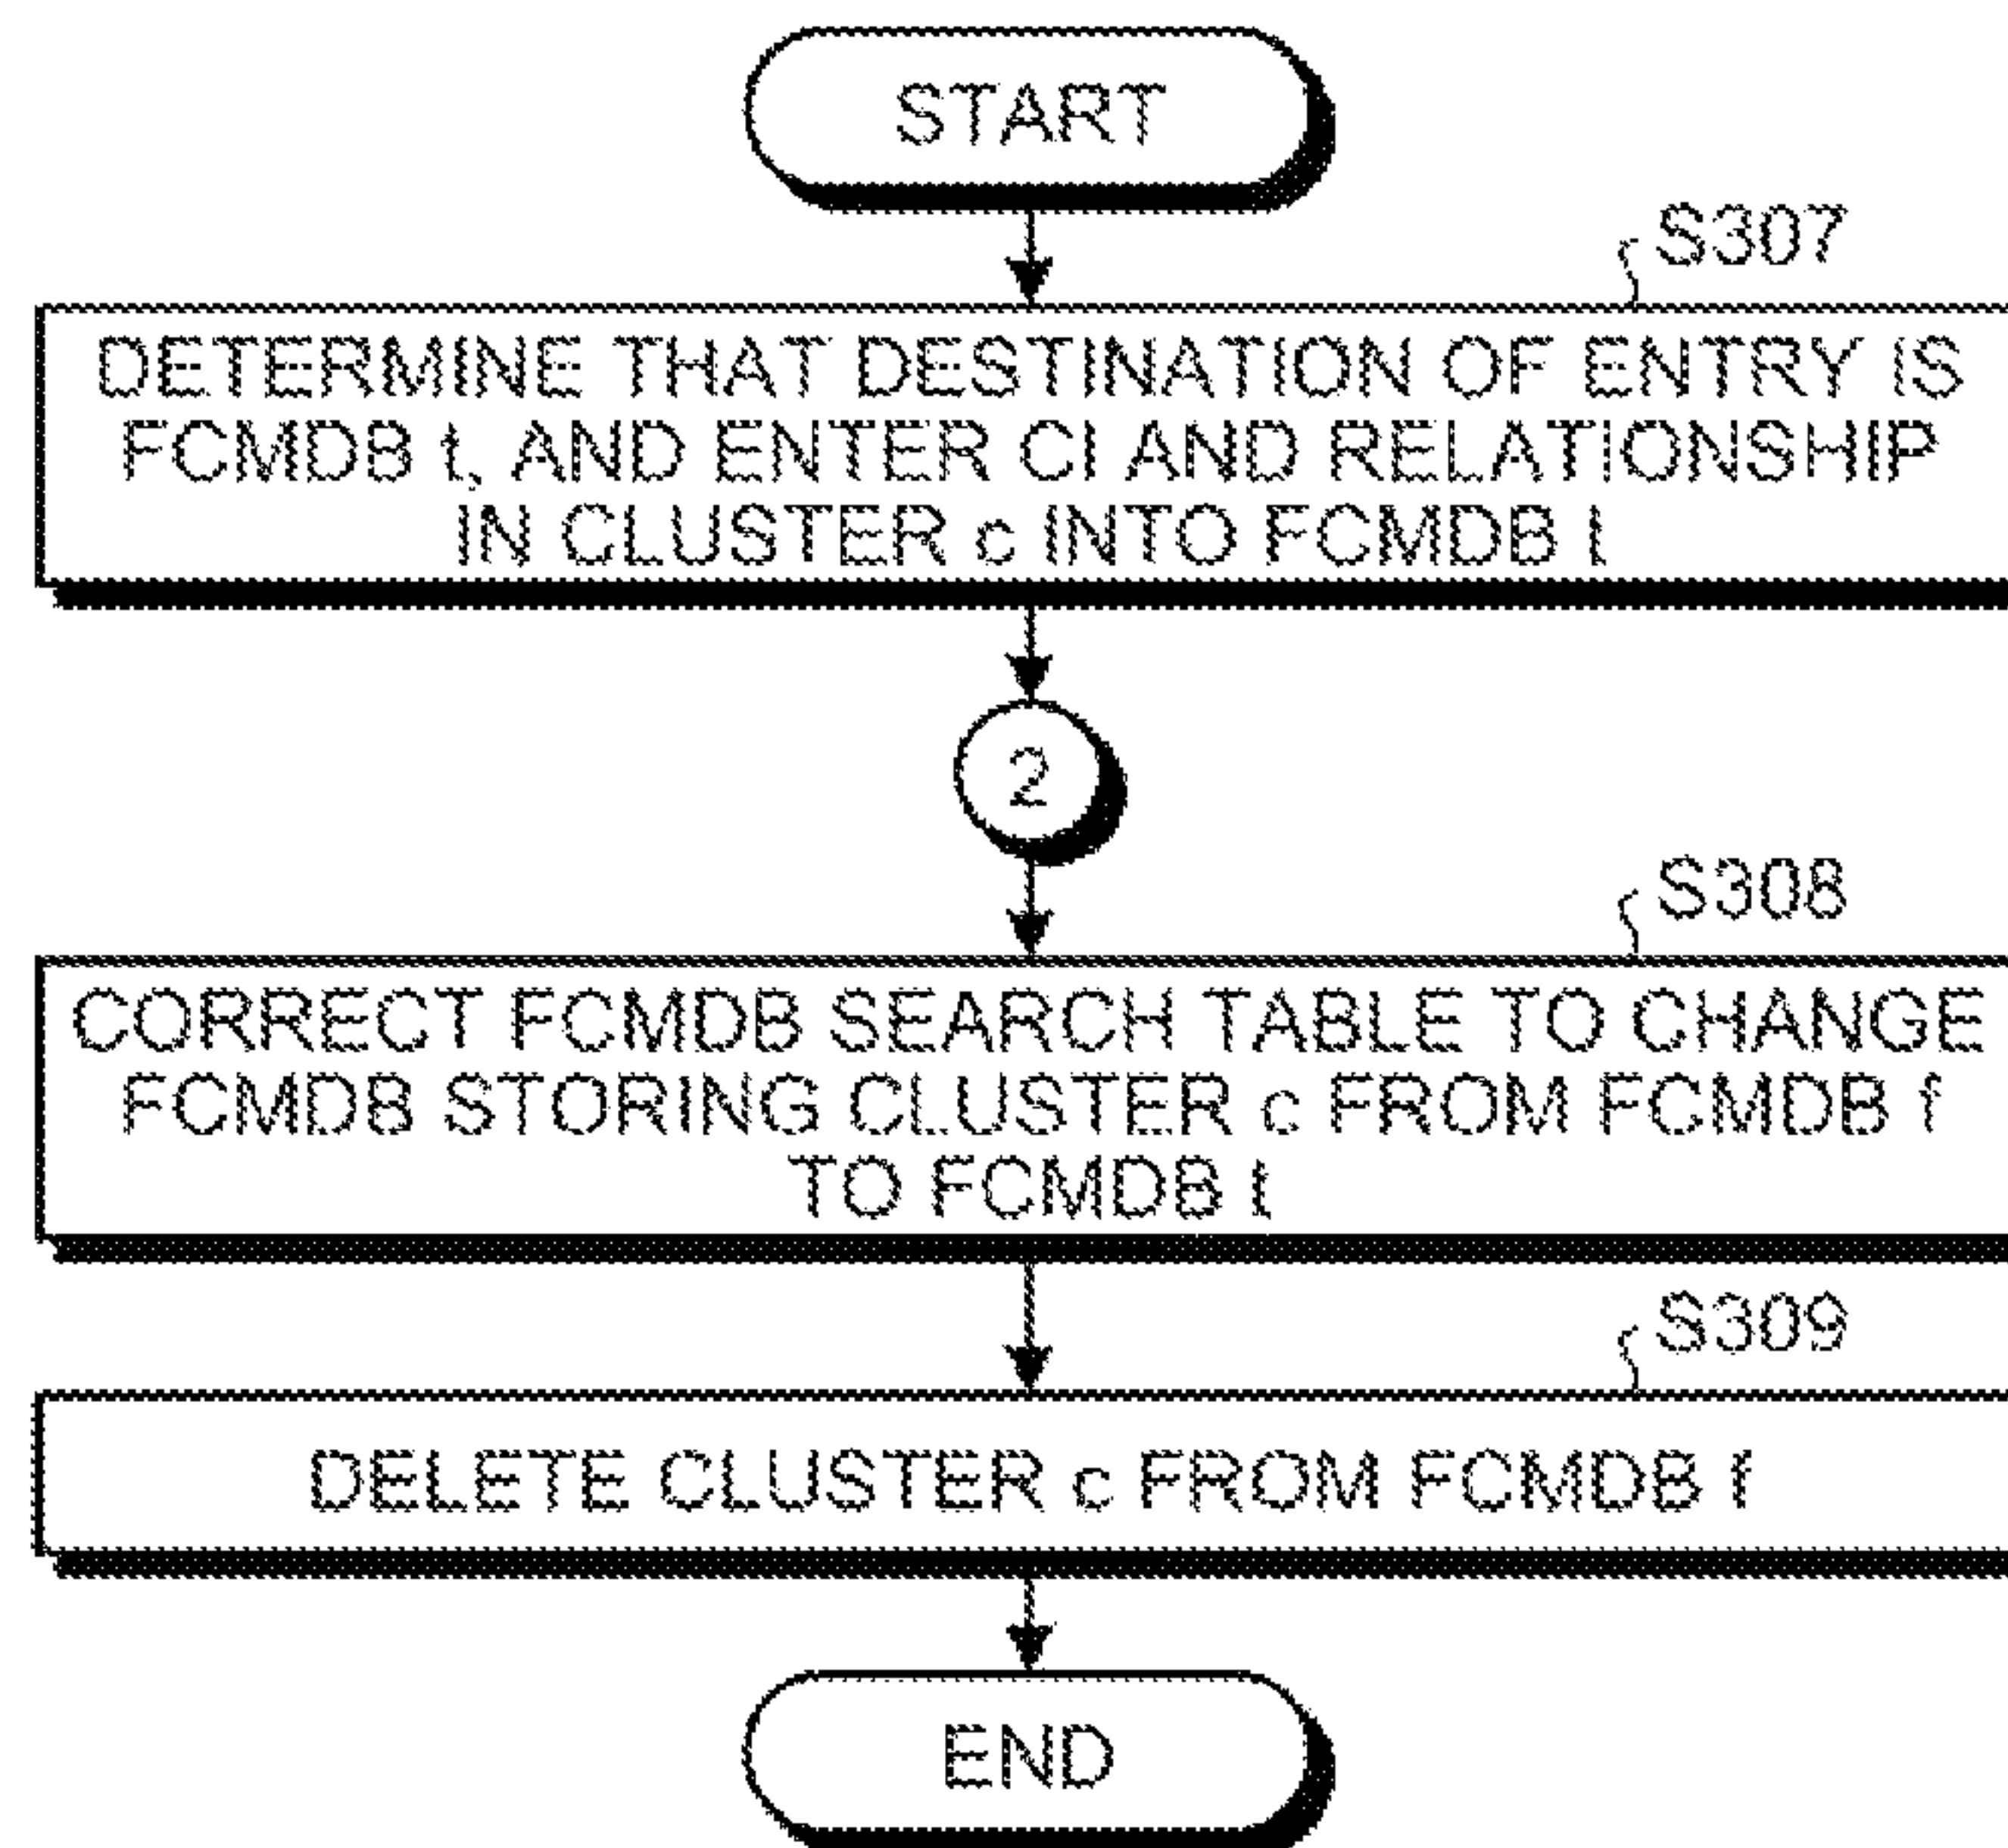 START
S307
DETERMINE THAT DESTINATION OF ENTRY IS
FCMDB t, AND ENTER CI AND RELATIONSHIP
IN CLUSTER c INTO FCMDB t
2
S308
CORRECT FCMDB SEARCH TABLE TO CHANGE
FCMDB STORING CLUSTER c FROM FCMDB f
TO FCMDB t
S309
DELETE CLUSTER c FROM FCMDB f
END